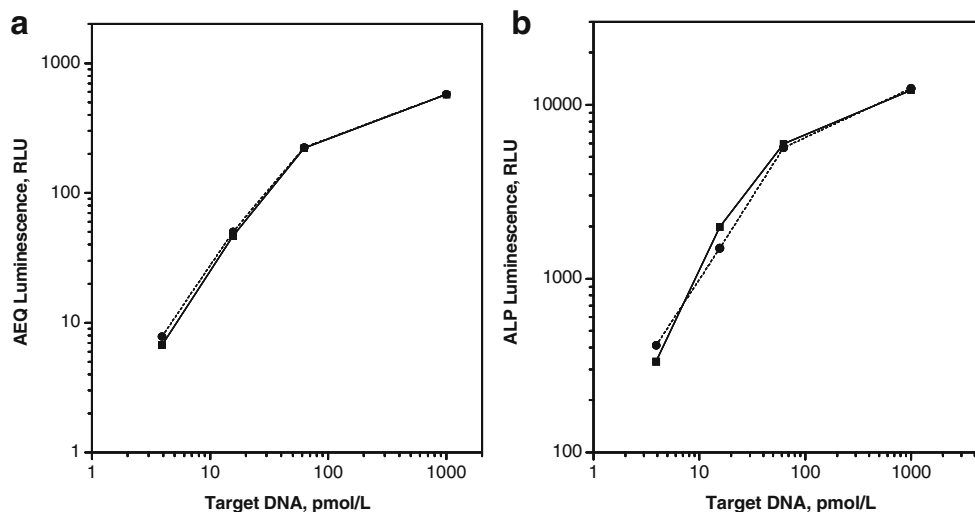 a
1000
100
10
1
AEQ Luminescence, RLU
1 10 100 1000
Target DNA, pmol/L
b
10000
1000
100
ALP Luminescence, RLU
1 10 100 1000
Target DNA, pmol/L